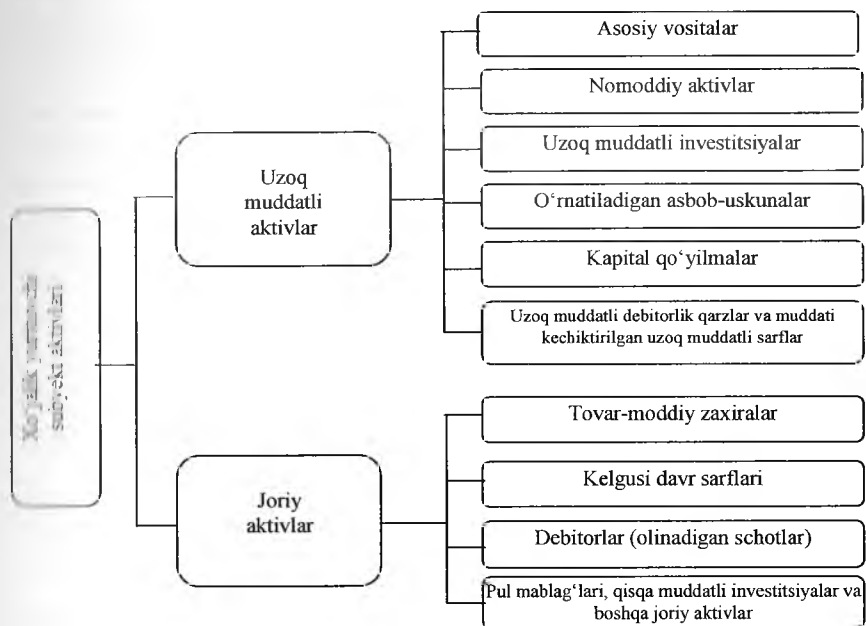 Asosiy vositalar
Nomoddiy aktivlar
Uzoq muddatli investitsiyalar
O‘rnatiladigan asbob-uskunalar
Kapital qo‘yilmalar
Uzoq muddatli debitorlik qarzlar va muddati
kechiktirilgan uzoq muddatli sarflar
Uzoq
muddatli
aktivlar
subyekt aktivlari
Tovar-moddiy zaxiralar
Kelgusi davr sarflari
Debitorlar (olinadigan schotlar)
Pul mablag‘lari, qisqa muddatli investitsiyalar va
boshqa joriy aktivlar
Joriy
aktivlar